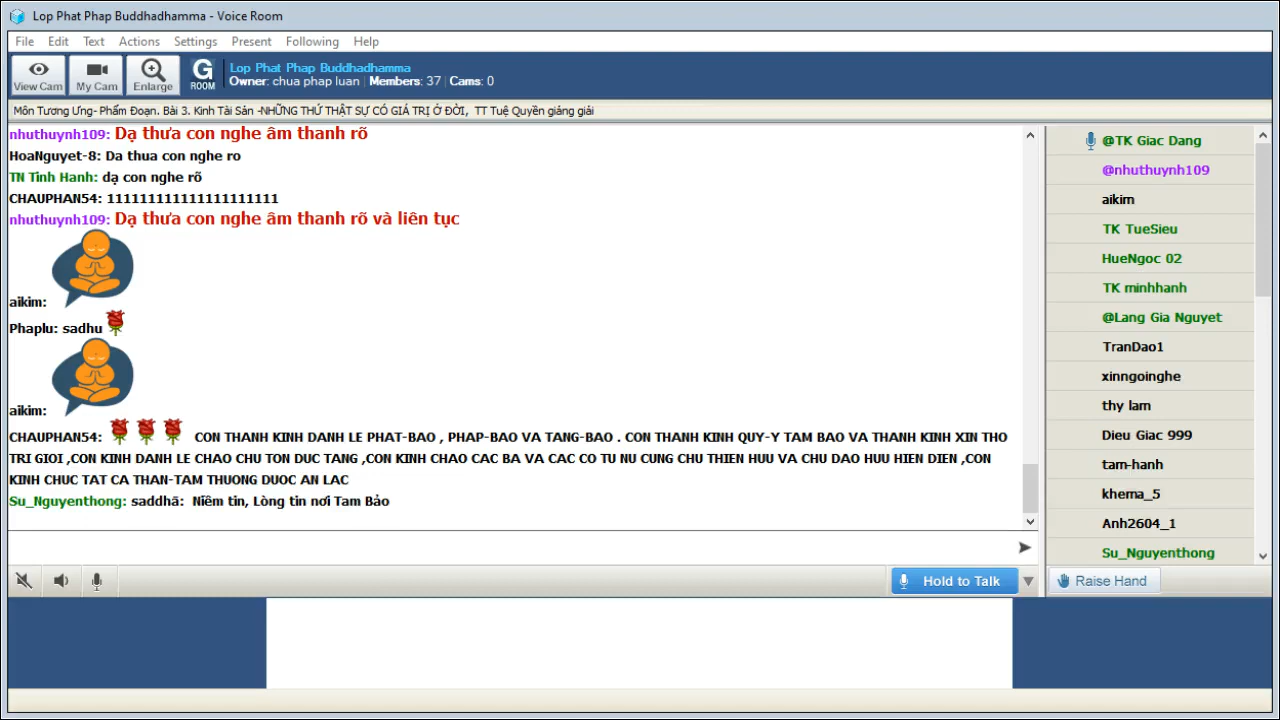 Lop Phat Phap Buddhadhamma - Voice Room
File Edit Text Actions Settings Present Following Help
View Cam My Cam Enlarge G ROOM
Lop Phat Phap Buddhadhamma
Owner: chua phap luan Members: 37 Cams: 0
Môn Tương Ưng- Phẩm Đoạn. Bài 3. Kinh Tài Sản -NHỮNG THỨ THẬT SỰ CÓ GIÁ TRỊ Ở ĐỜI, TT Tuệ Quyền giảng giải
nhuthuynh109: Dạ thưa con nghe âm thanh rõ
HoaNguyet-8: Da thua con nghe ro
TN Tinh Hanh: dạ con nghe rõ
CHAUPHAN54: 111111111111111111111
nhuthuynh109: Dạ thưa con nghe âm thanh rõ và liên tục
aikim:
Phaplu: sadhu
aikim:
CHAUPHAN54: CON THANH KINH DANH LE PHAT-BAO , PHAP-BAO VA TANG-BAO . CON THANH KINH QUY-Y TAM BAO VA THANH KINH XIN THO
TRI GIOI ,CON KINH DANH LE CHAO CHU TON DUC TANG ,CON KINH CHAO CAC BA VA CAC CO TU NU CUNG CHU THIEN HUU VA CHU DAO HUU HIEN DIEN ,CON
KINH CHUC TAT CA THAN-TAM THUONG DUOC AN LAC
Su_Nguyenthong: saddhā: Niềm tin, Lòng tin nơi Tam Bảo
@TK Giac Dang
@nhuthuynh109
aikim
TK TueSieu
HueNgoc 02
TK minhhanh
@Lang Gia Nguyet
TranDao1
xinngoinghe
thy lam
Dieu Giac 999
tam-hanh
khema_5
Anh2604_1
Su_Nguyenthong
Hold to Talk
Raise Hand